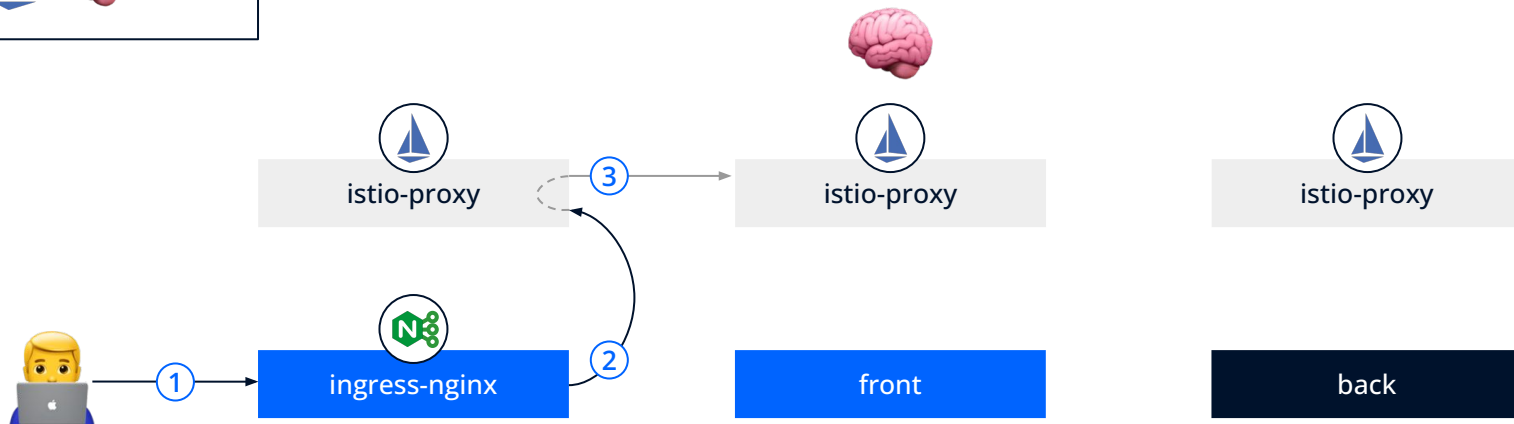 istio-proxy
3
istio-proxy
istio-proxy
1
ingress-nginx
2
front
back
N